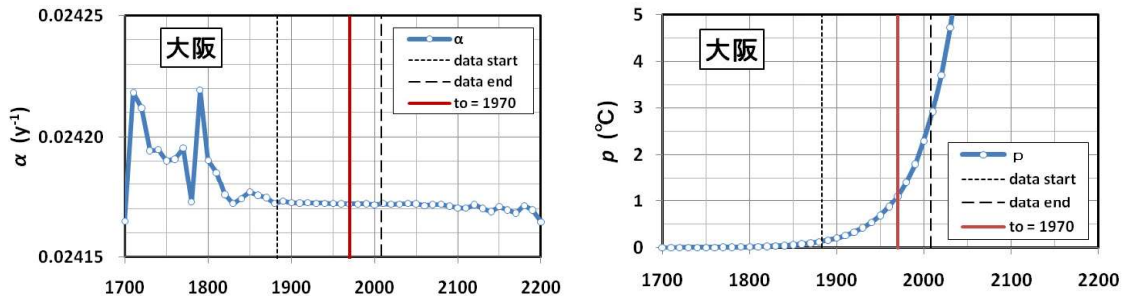 大阪
α
data start
data end
to = 1970
0.02425
0.02420
0.02415
α (y-1)
1700 1800 1900 2000 2100 2200
大阪
p
data start
data end
to = 1970
5
4
3
2
1
0
p (℃)
1700 1800 1900 2000 2100 2200